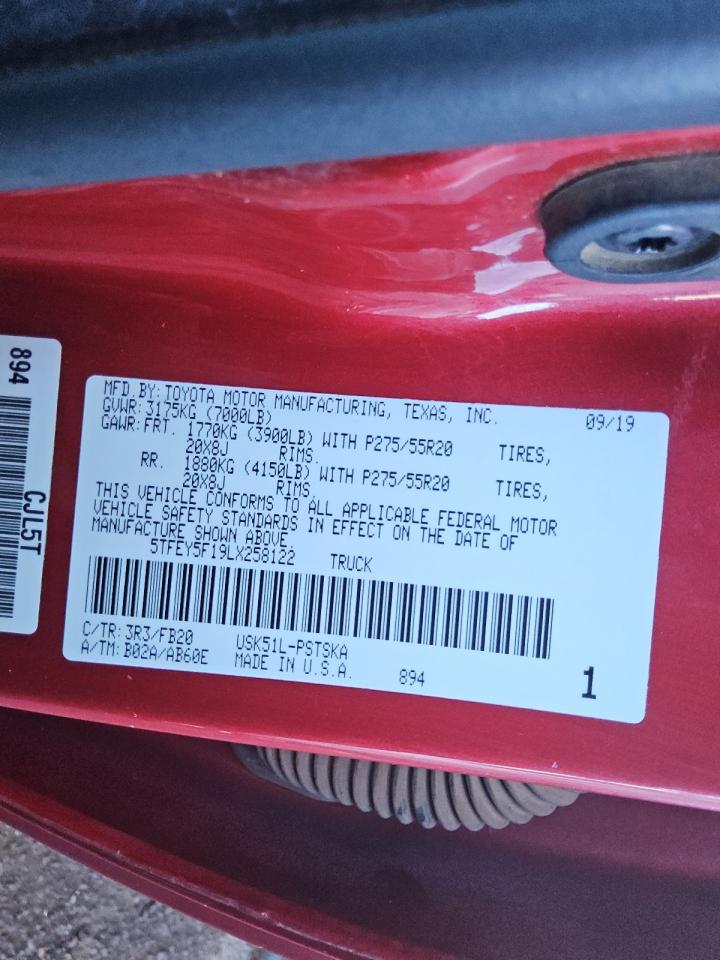 894
CJL5T
MFD.BY:TOYOTA MOTOR MANUFACTURING, TEXAS, INC. 09/19
GVWR:3175KG (7000LB)
GAWR:FRT. 1770KG (3900LB) WITH P275/55R20 TIRES,
20X8J RIMS.
RR. 1880KG (4150LB) WITH P275/55R20 TIRES,
20X8J RIMS.
THIS VEHICLE CONFORMS TO ALL APPLICABLE FEDERAL MOTOR
VEHICLE SAFETY STANDARDS IN EFFECT ON THE DATE OF
MANUFACTURE SHOWN ABOVE.
5TFEY5F19LX258122 TRUCK
C/TR:3R3/FB20 USK51L-PSTSKA
A/TM:B02A/AB60E MADE IN U.S.A. 894 1